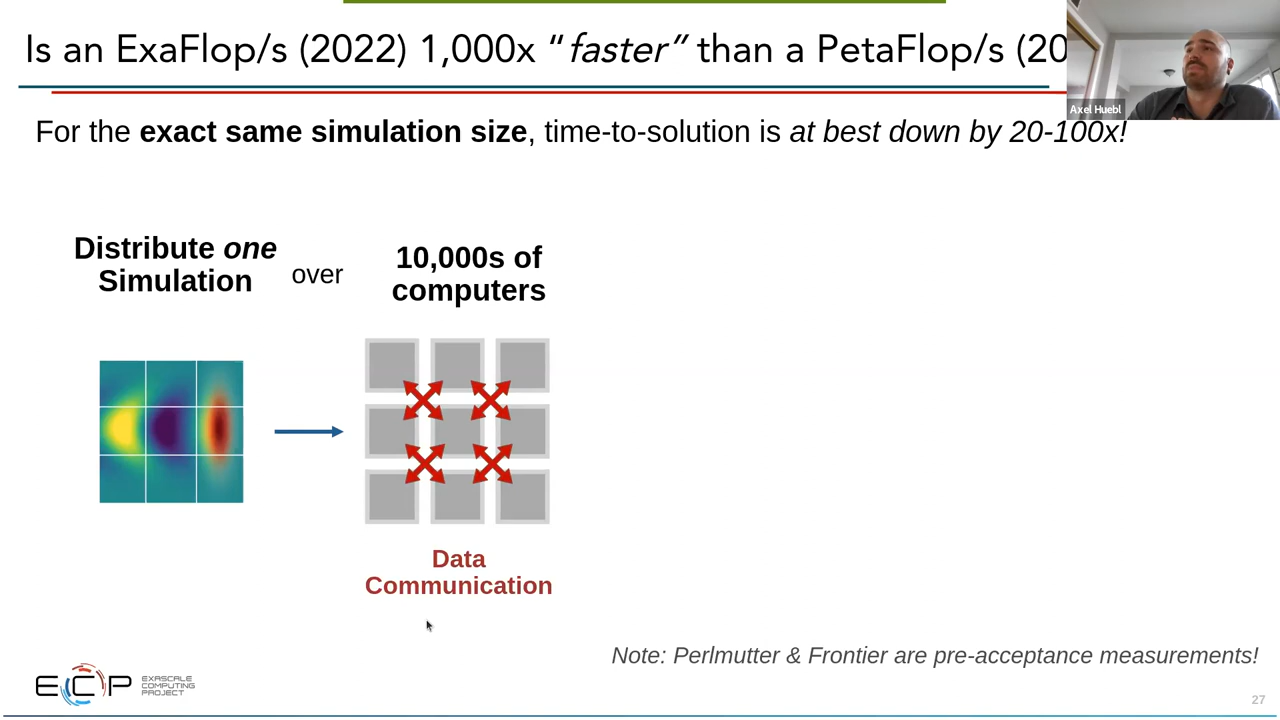 Is an ExaFlop/s (2022) 1,000x “faster” than a PetaFlop/s (20
Axel Huebl
For the exact same simulation size, time-to-solution is at best down by 20-100x!
Distribute one
Simulation
over
10,000s of
computers
Data
Communication
Note: Perlmutter & Frontier are pre-acceptance measurements!
ECP
EXASCALE
COMPUTING
PROJECT
27